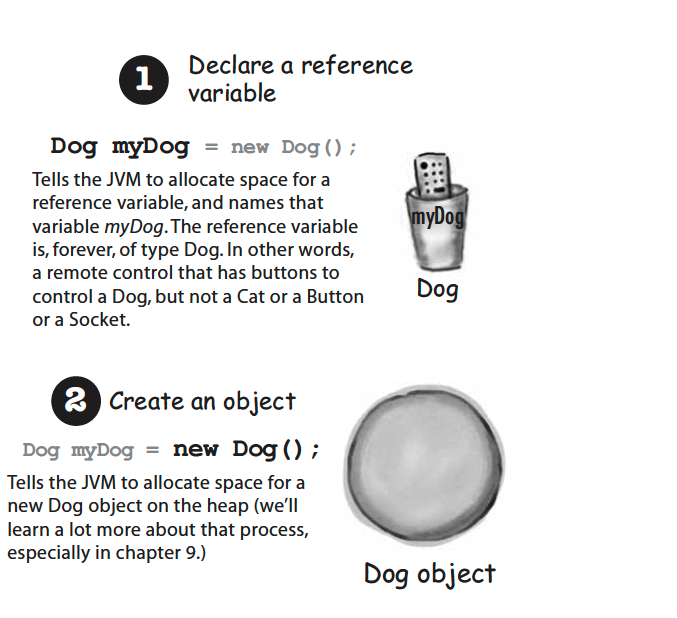 1
Declare a reference
variable
Dog myDog = new Dog();
Tells the JVM to allocate space for a
reference variable, and names that
variable myDog. The reference variable
is, forever, of type Dog. In other words,
a remote control that has buttons to
control a Dog, but not a Cat or a Button
or a Socket.
myDog
Dog
2
Create an object
Dog myDog = new Dog();
Tells the JVM to allocate space for a
new Dog object on the heap (we’ll
learn a lot more about that process,
especially in chapter 9.)
Dog object